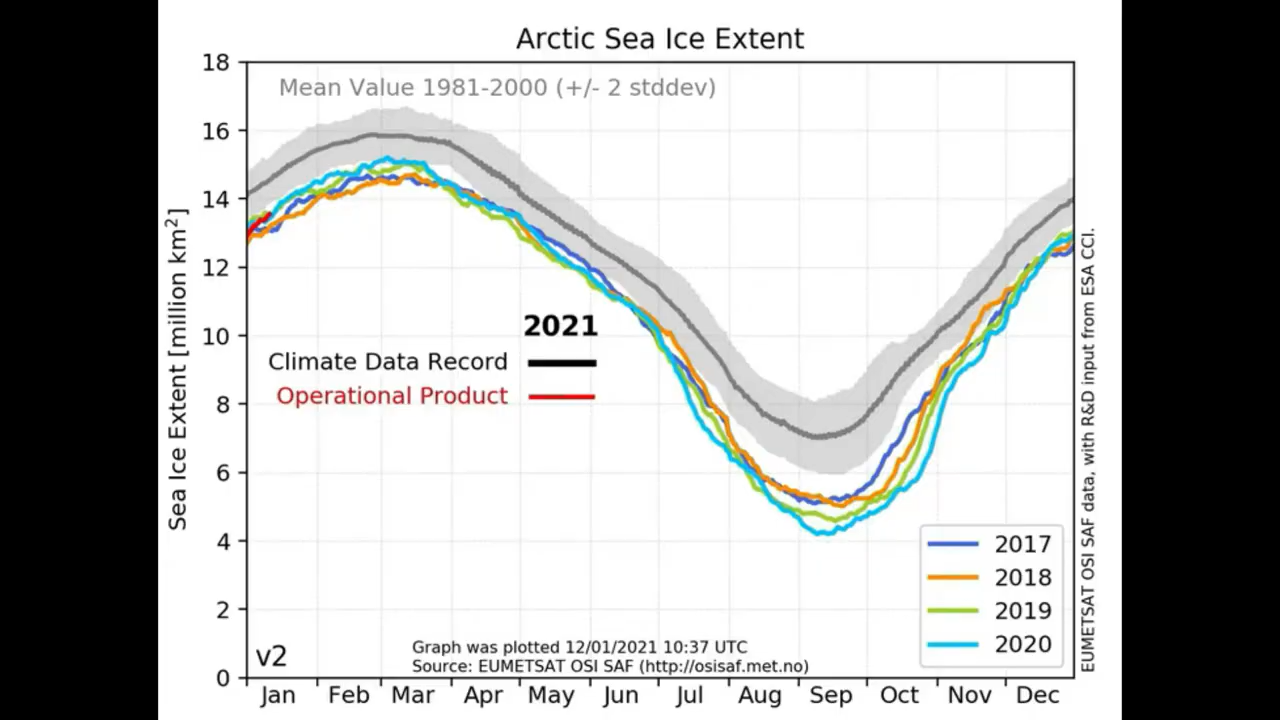 Arctic Sea Ice Extent
Mean Value 1981-2000 (+/- 2 stddev)
18
16
14
12
10
8
6
4
2
0
Sea Ice Extent [million km²]
2021
Climate Data Record
Operational Product
2017
2018
2019
2020
v2
Graph was plotted 12/01/2021 10:37 UTC
Source: EUMETSAT OSI SAF (http://osisaf.met.no)
Jan Feb Mar Apr May Jun Jul Aug Sep Oct Nov Dec
EUMETSAT OSI SAF data, with R&D input from ESA CCI.